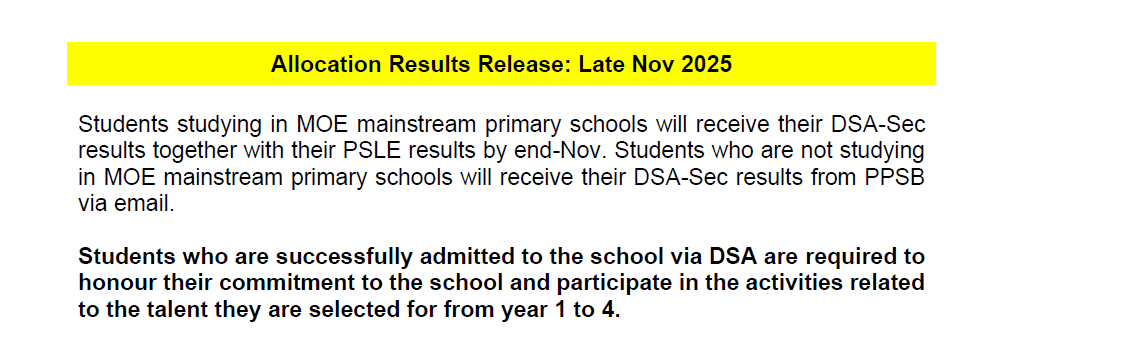 Allocation Results Release: Late Nov 2025
Students studying in MOE mainstream primary schools will receive their DSA-Sec
results together with their PSLE results by end-Nov. Students who are not studying
in MOE mainstream primary schools will receive their DSA-Sec results from PPSB
via email.
Students who are successfully admitted to the school via DSA are required to
honour their commitment to the school and participate in the activities related
to the talent they are selected for from year 1 to 4.